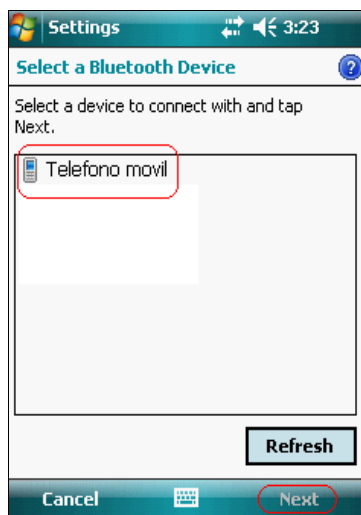 Settings 3:23
Select a Bluetooth Device ?
Select a device to connect with and tap
Next.
Telefono movil
Refresh
Cancel Next